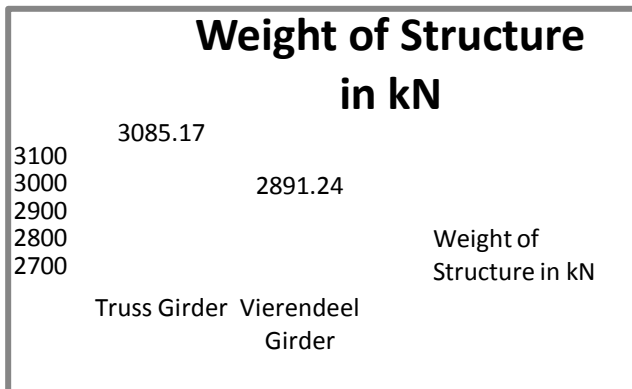 Weight of Structure
in kN
3085.17
3100
3000
2891.24
2900
2800
2700
Weight of
Structure in kN
Truss Girder
Vierendeel
Girder